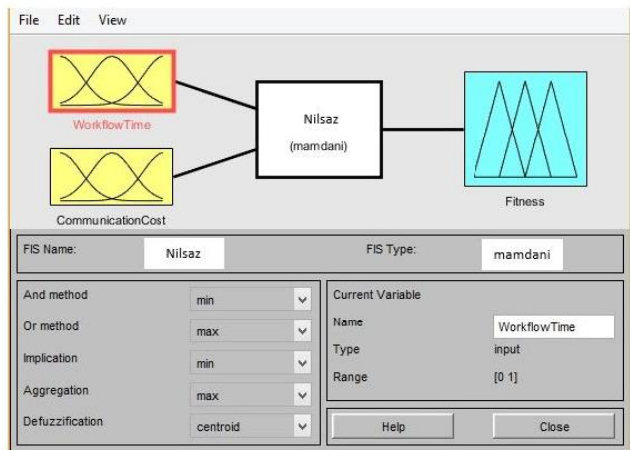 File Edit View
WorkflowTime
CommunicationCost
Nilsaz
(mamdani)
Fitness
FIS Name: Nilsaz FIS Type: mamdani
And method min
Or method max
Implication min
Aggregation max
Defuzzification centroid
Current Variable
Name WorkflowTime
Type input
Range [0 1]
Help Close